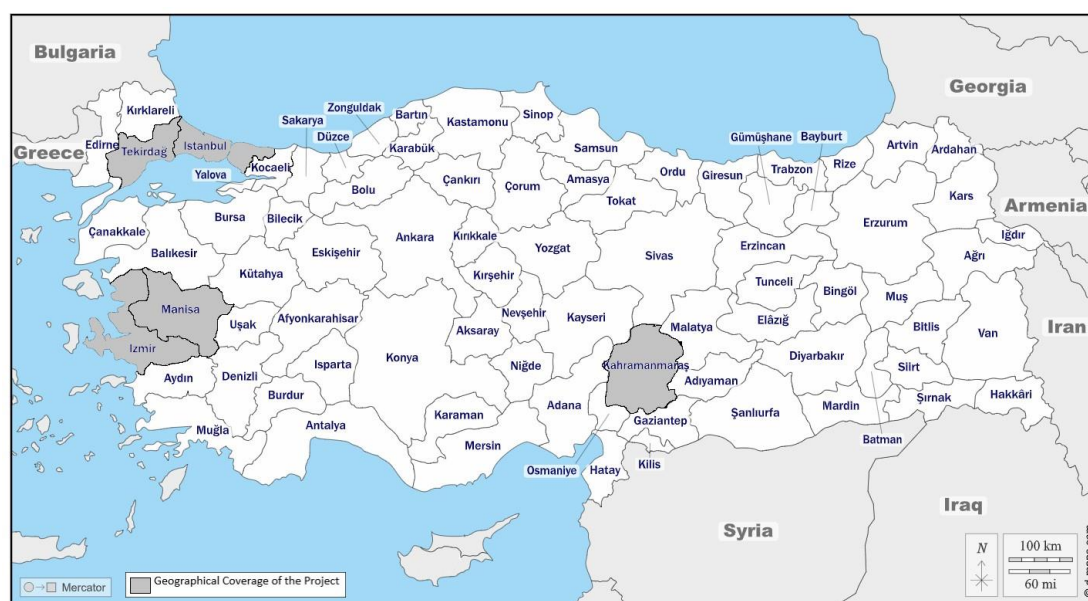 Bulgaria
Georgia
Greece
Armenia
Iran
Iraq
Syria
Kırklareli
Edirne
Tekirdağ
Istanbul
Yalova
Kocaeli
Sakarya
Düzce
Zonguldak
Bartın
Karabük
Kastamonu
Sinop
Samsun
Bolu
Çankırı
Çorum
Amasya
Tokat
Ordu
Giresun
Gümüşhane
Trabzon
Bayburt
Rize
Artvin
Ardahan
Kars
Iğdır
Ağrı
Erzurum
Erzincan
Çanakkale
Balıkesir
Bursa
Bilecik
Eskişehir
Kütahya
Ankara
Kırıkkale
Kırşehir
Yozgat
Sivas
Tunceli
Bingöl
Muş
Bitlis
Van
Manisa
Izmir
Uşak
Afyonkarahisar
Aksaray
Nevşehir
Kayseri
Malatya
Elâzığ
Diyarbakır
Siirt
Şırnak
Hakkâri
Aydın
Denizli
Isparta
Burdur
Konya
Niğde
Kahramanmaraş
Adıyaman
Şanlıurfa
Mardin
Batman
Muğla
Antalya
Karaman
Mersin
Adana
Osmaniye
Gaziantep
Kilis
Hatay
Mercator
Geographical Coverage of the Project
N
100 km
60 mi